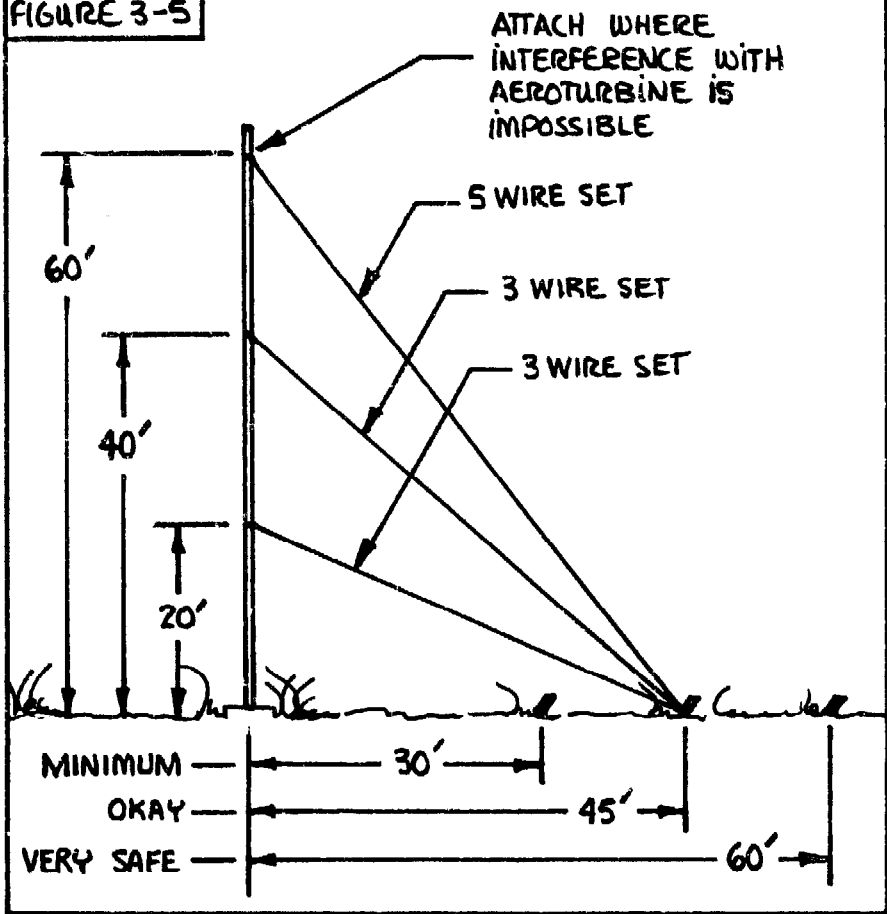 FIGURE 3-5
ATTACH WHERE
INTERFERENCE WITH
AEROTURBINE IS
IMPOSSIBLE
5 WIRE SET
60'
3 WIRE SET
3 WIRE SET
40'
20'
MINIMUM
30'
OKAY
45'
VERY SAFE
60'